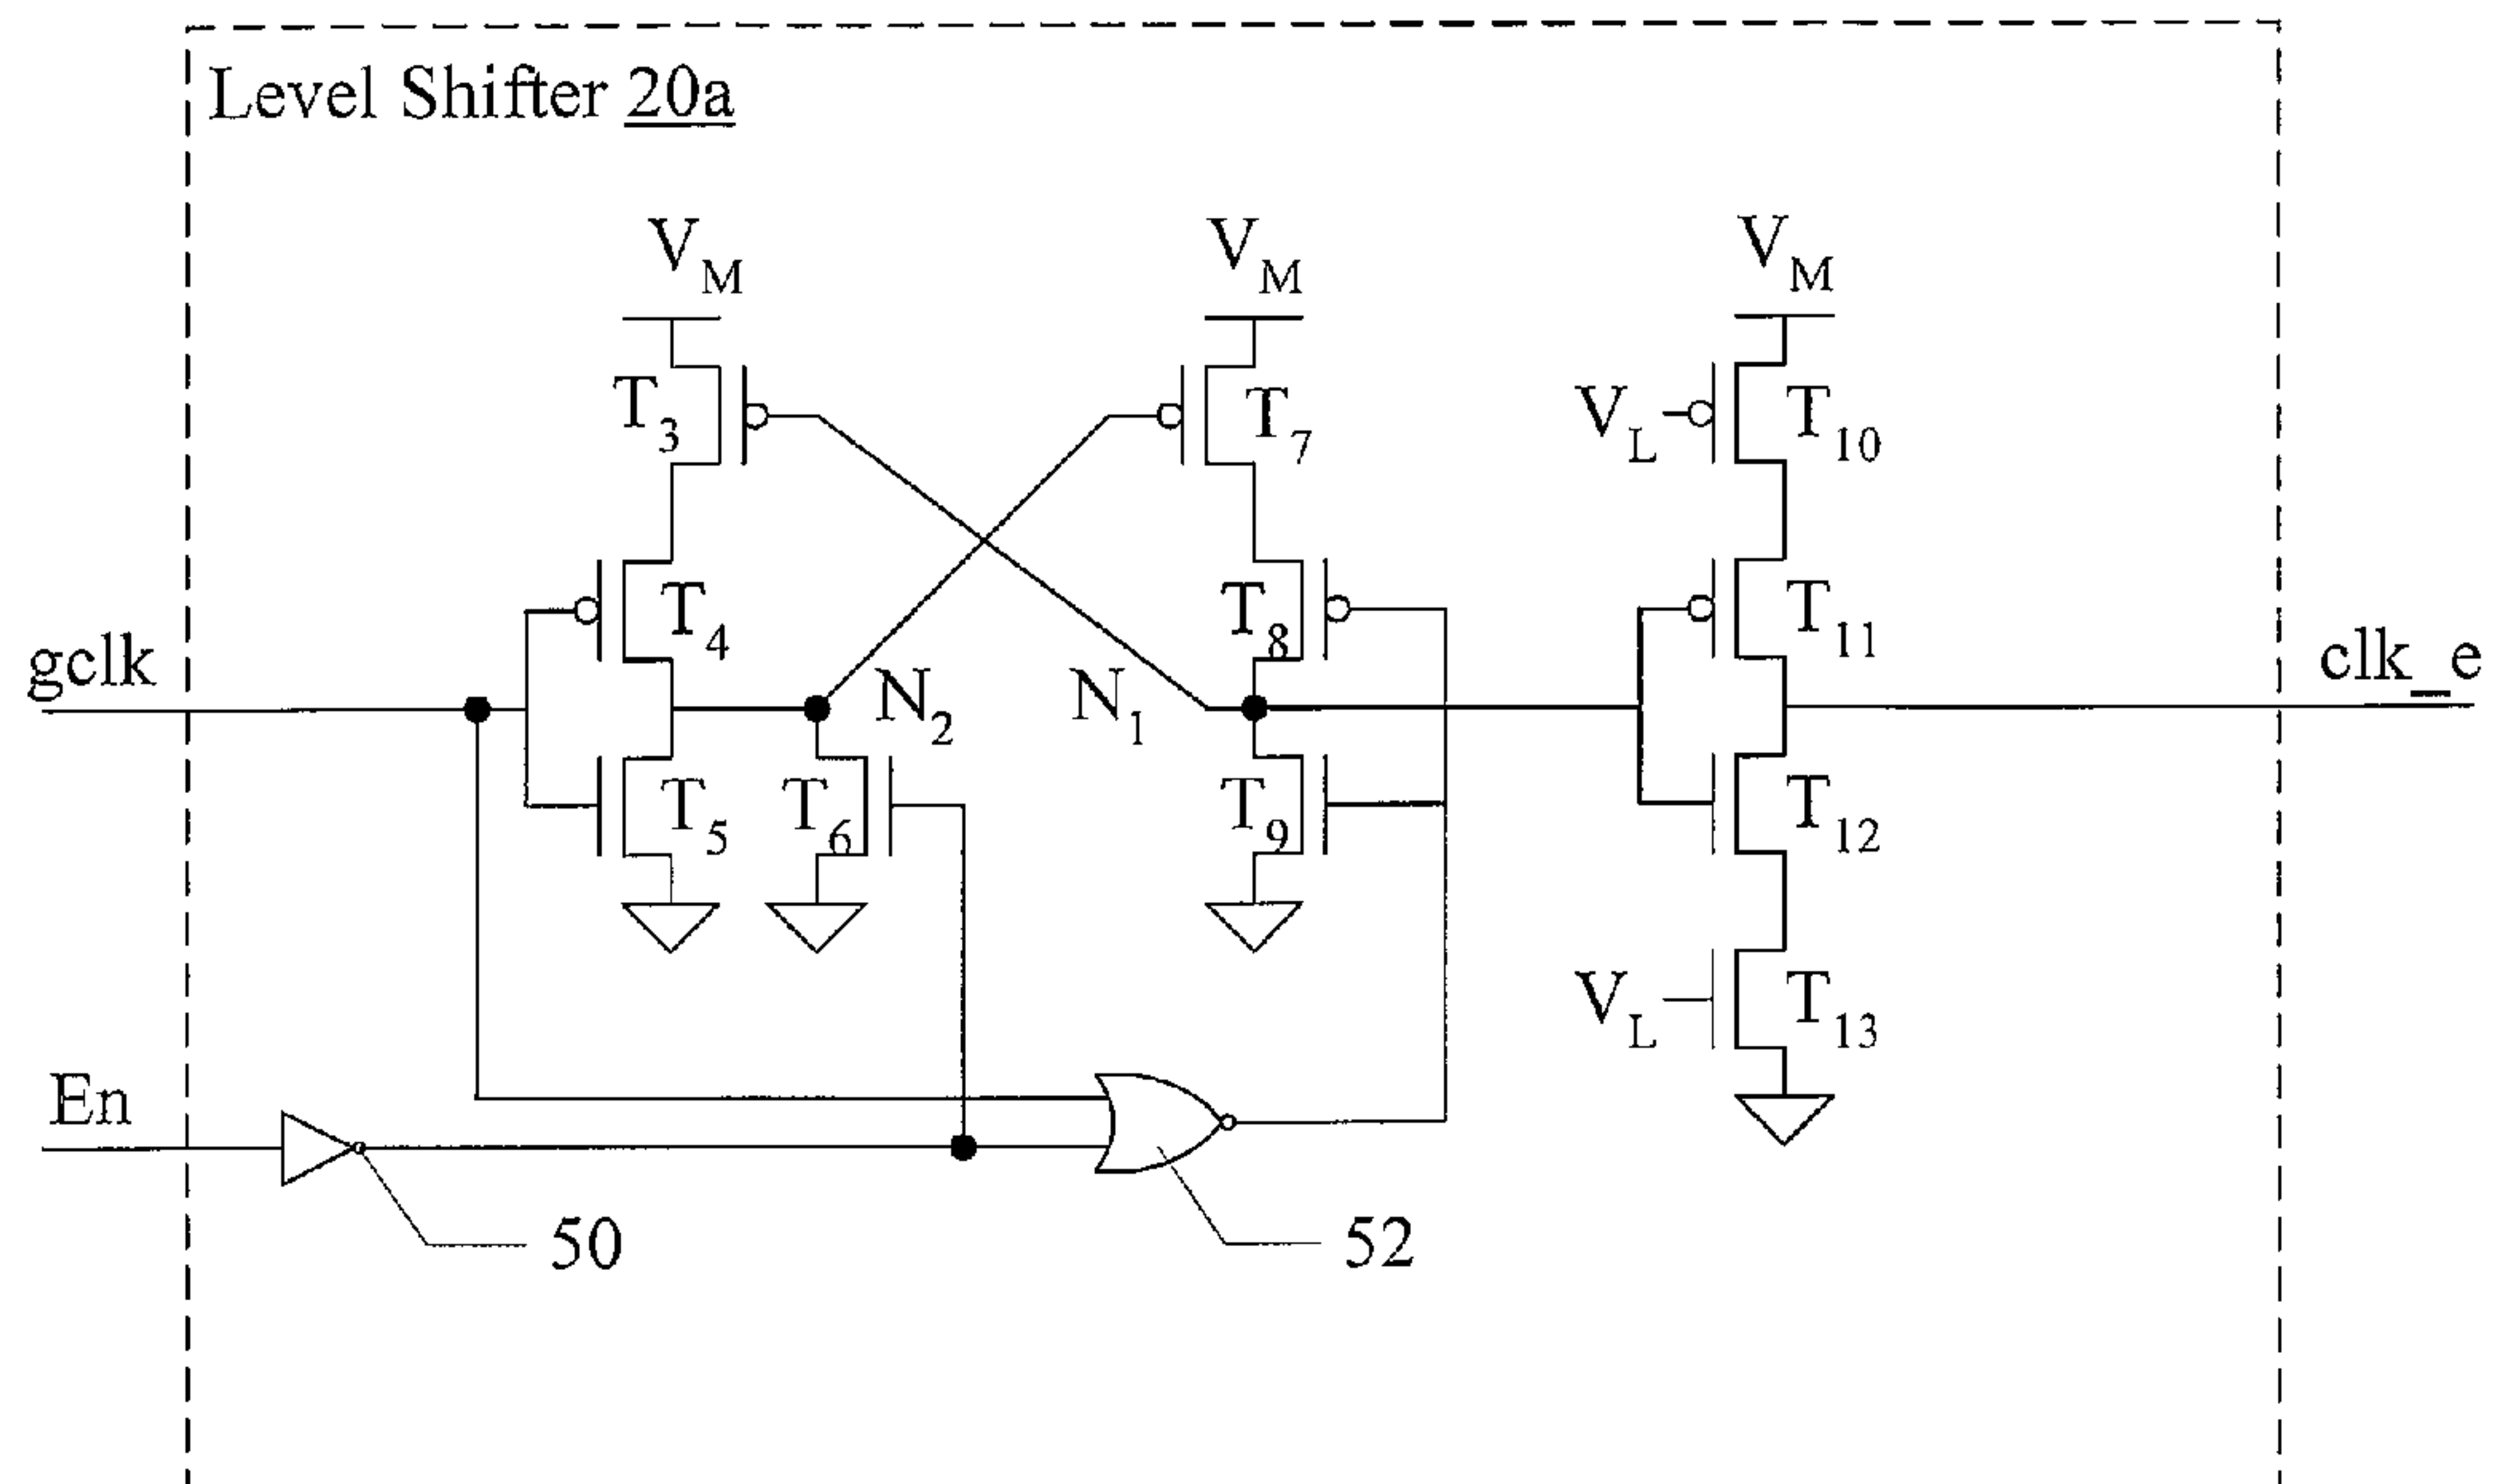 Level Shifter 20a
V_M
V_M
V_M
T_3
T_7
V_L
T_10
T_4
T_8
T_11
gclk
N_2
N_1
clk_e
T_5
T_6
T_9
T_12
V_L
T_13
En
50
52